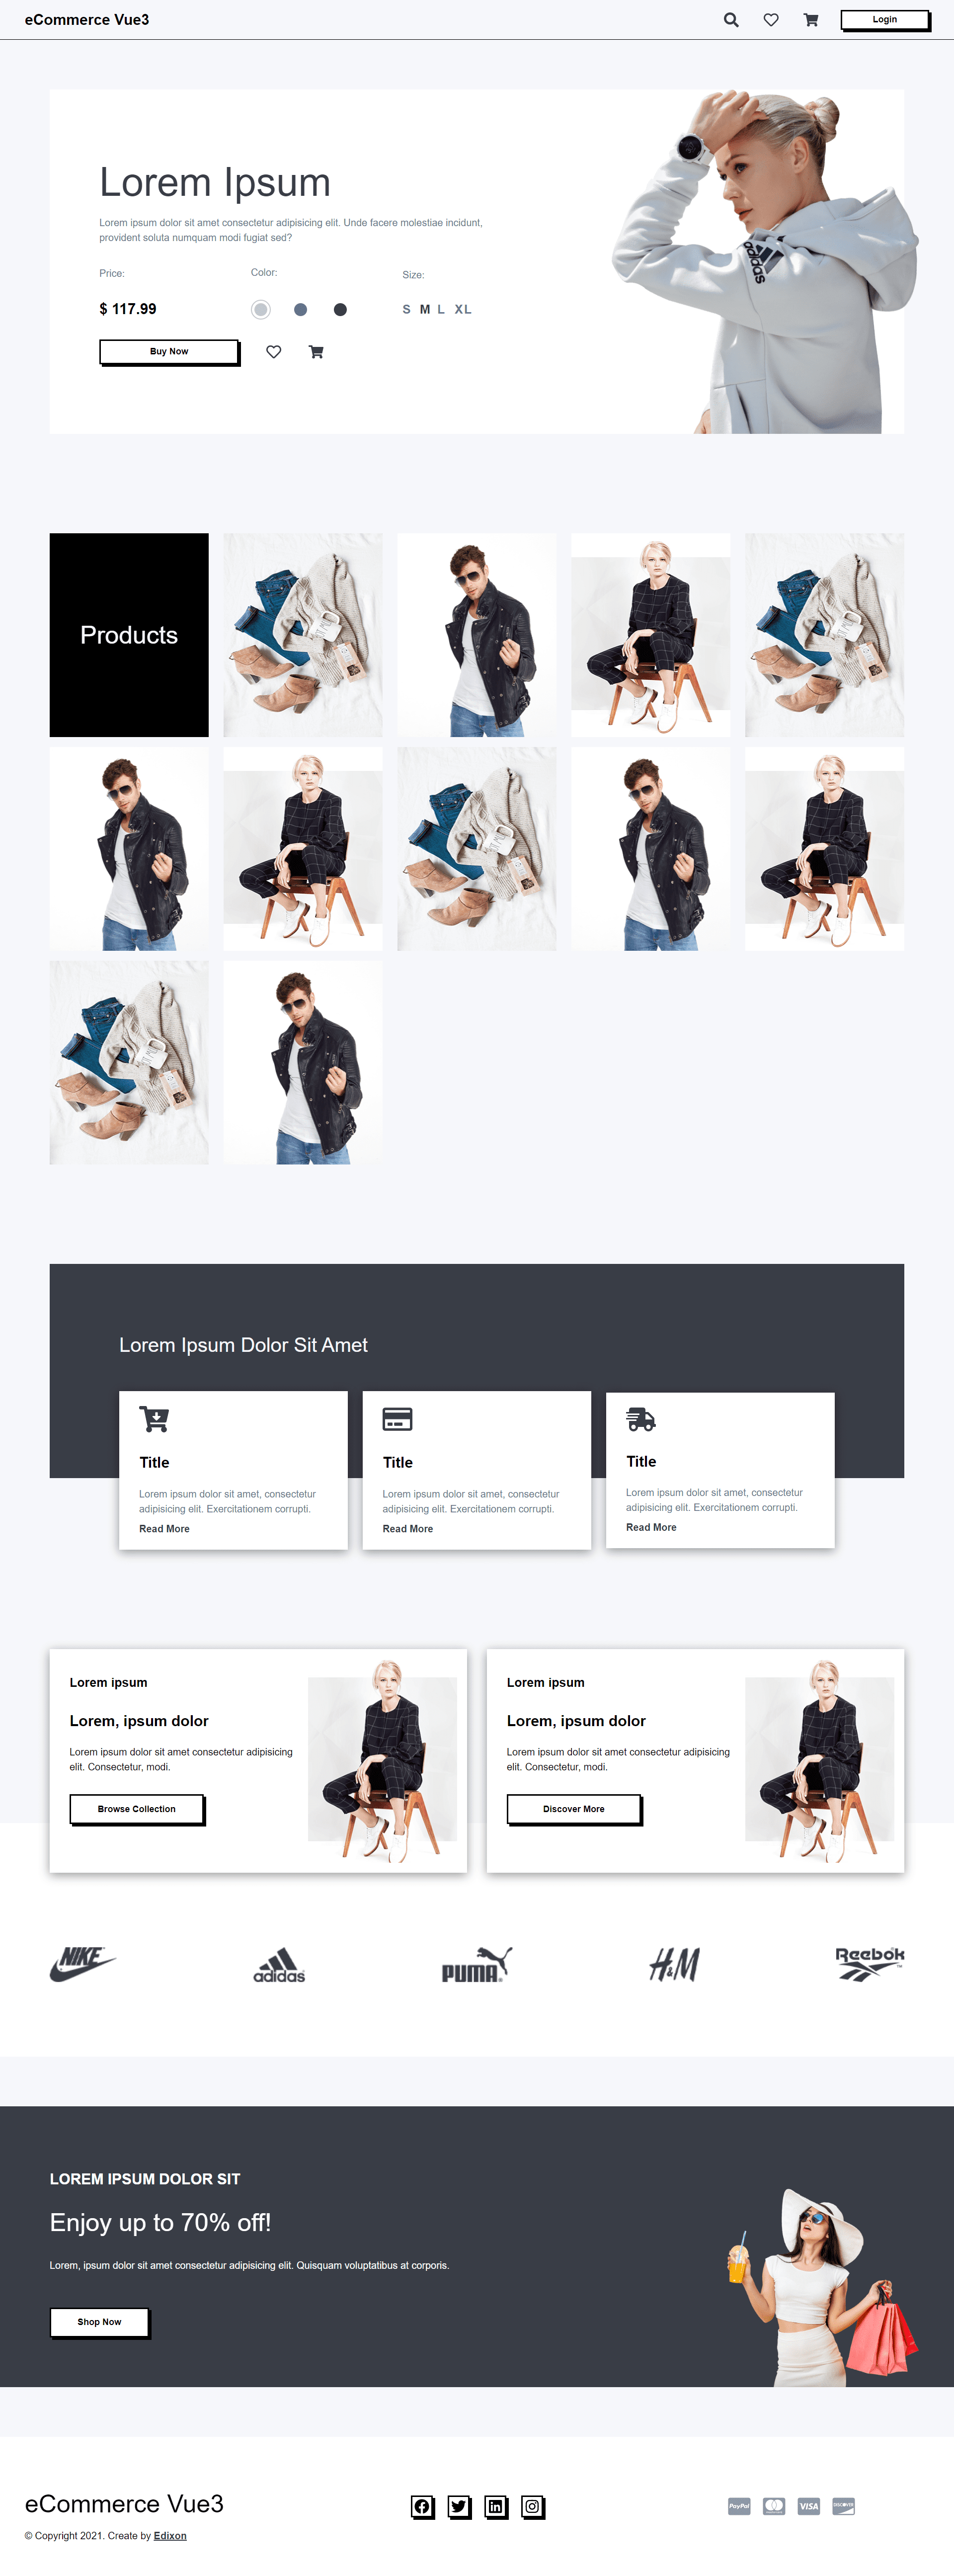 eCommerce Vue3
Login
Lorem Ipsum
Lorem ipsum dolor sit amet consectetur adipisicing elit. Unde facere molestiae incidunt,
provident soluta numquam modi fugiat sed?
Price:
Color:
Size:
$ 117.99
S M L XL
Buy Now
adidas
Products
Lorem Ipsum Dolor Sit Amet
Title
Lorem ipsum dolor sit amet, consectetur
adipisicing elit. Exercitationem corrupti.
Read More
Title
Lorem ipsum dolor sit amet, consectetur
adipisicing elit. Exercitationem corrupti.
Read More
Title
Lorem ipsum dolor sit amet, consectetur
adipisicing elit. Exercitationem corrupti.
Read More
Lorem ipsum
Lorem, ipsum dolor
Lorem ipsum dolor sit amet consectetur adipisicing
elit. Consectetur, modi.
Browse Collection
Lorem ipsum
Lorem, ipsum dolor
Lorem ipsum dolor sit amet consectetur adipisicing
elit. Consectetur, modi.
Discover More
NIKE
adidas
PUMA
H&M
Reebok
LOREM IPSUM DOLOR SIT
Enjoy up to 70% off!
Lorem, ipsum dolor sit amet consectetur adipisicing elit. Quisquam voluptatibus at corporis.
Shop Now
eCommerce Vue3
© Copyright 2021. Create by Edixon
PayPal
VISA
DISCOVER